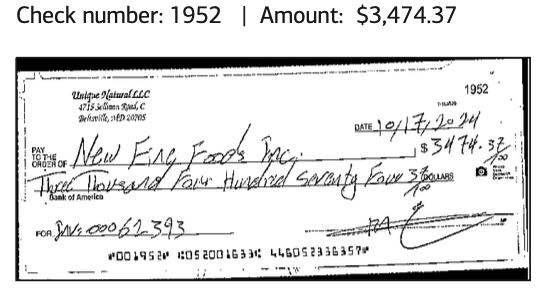 Check number: 1952 | Amount: $3,474.37
1952
Unique Natural LLC
4715 Sellman Road, C
Beltsville, MD 20705
DATE 10/17/2024
PAY TO THE ORDER OF New Fing Foods Inc. $ 3474.37/100
Three Thousand Four Hundred Seventy Four 37/100 DOLLARS
Bank of America
FOR Inv: 00062393
⑈001952⑈ ⑆052001633⑆ 446052336357⑈